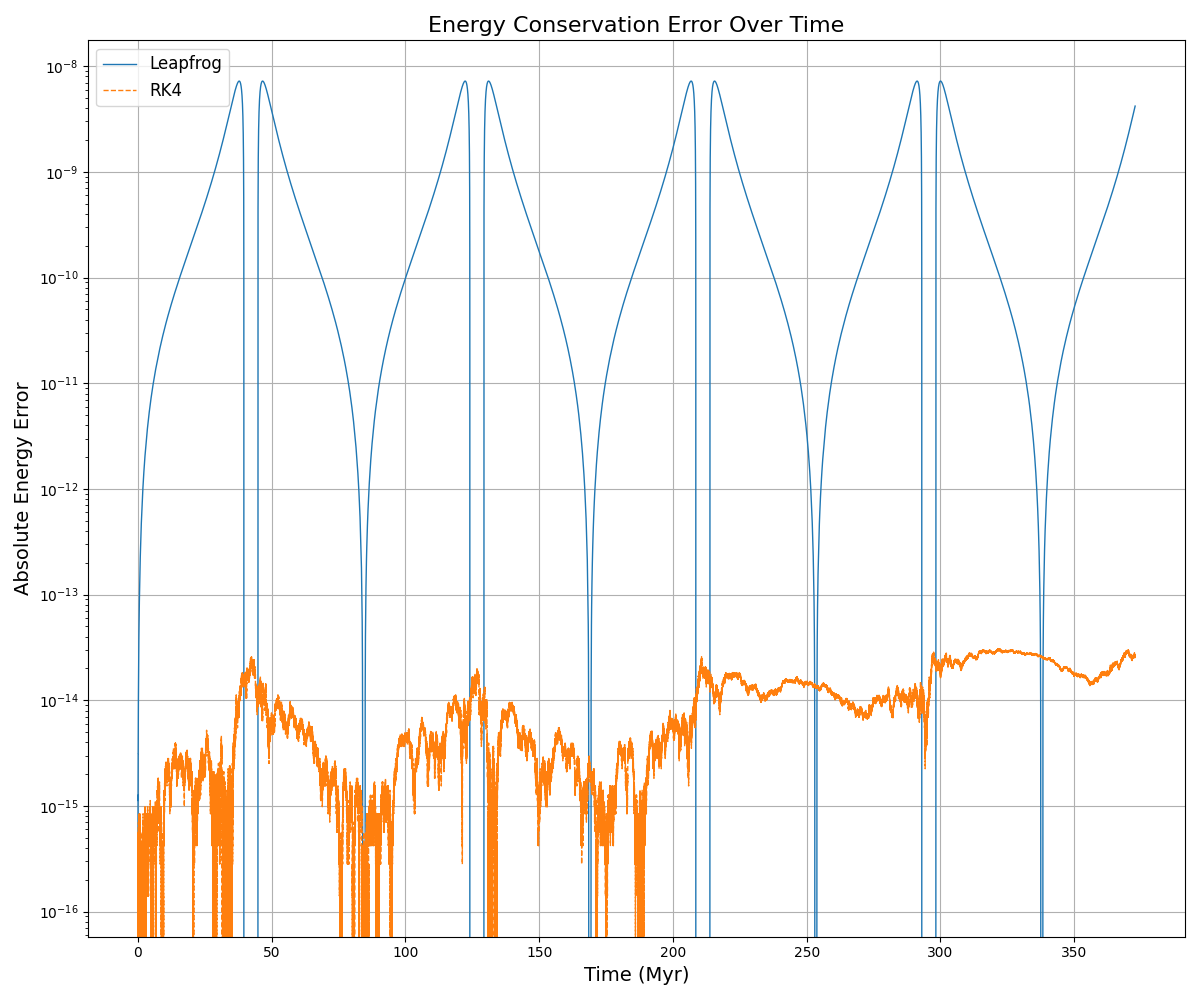 Energy Conservation Error Over Time
Leapfrog
RK4
Absolute Energy Error
10⁻⁸
10⁻⁹
10⁻¹⁰
10⁻¹¹
10⁻¹²
10⁻¹³
10⁻¹⁴
10⁻¹⁵
10⁻¹⁶
0 50 100 150 200 250 300 350
Time (Myr)